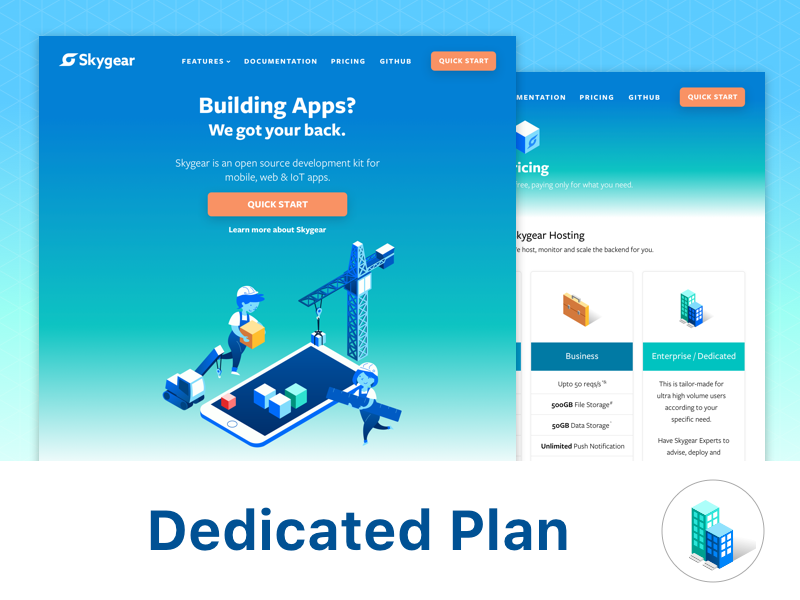 Skygear
FEATURES
DOCUMENTATION
PRICING
GITHUB
QUICK START
Building Apps?
We got your back.
Skygear is an open source development kit for
mobile, web & IoT apps.
QUICK START
Learn more about Skygear
MENTATION
PRICING
GITHUB
QUICK START
ricing
free, paying only for what you need.
kygear Hosting
e host, monitor and scale the backend for you.
Business
Upto 50 reqs/s
500GB File Storage
50GB Data Storage
Unlimited Push Notification
Enterprise / Dedicated
This is tailor-made for
ultra high volume users
according to your
specific need.
Have Skygear Experts to
advise, deploy and
Dedicated Plan